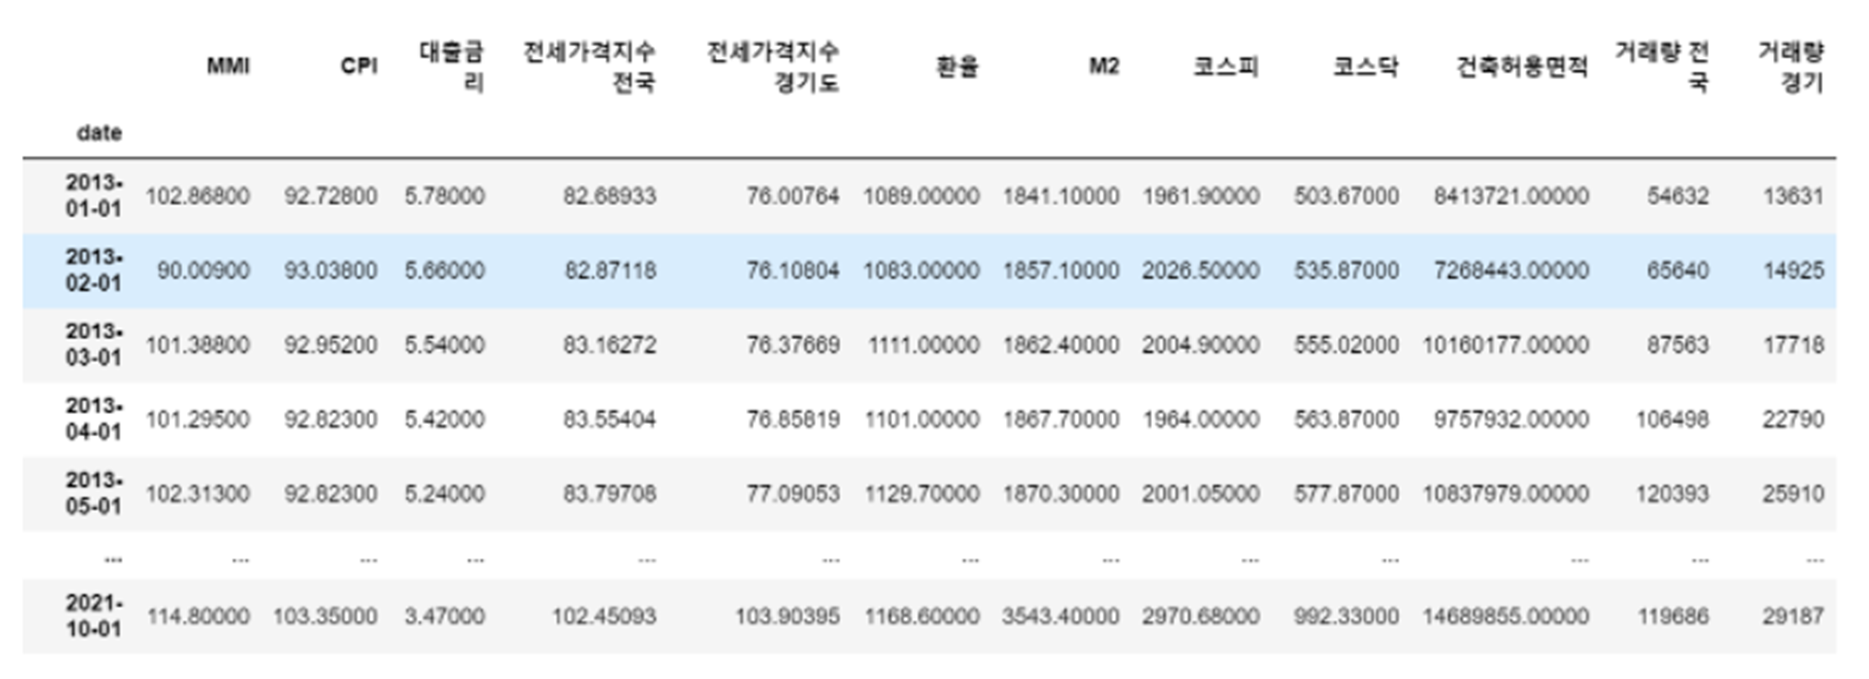 MMI CPI 대출금리 전세가격지수 전국 전세가격지수 경기도 환율 M2 코스피 코스닥 건축허용면적 거래량 전국 거래량 경기
date
2013-01-01 102.86800 92.72800 5.78000 82.68933 76.00764 1089.00000 1841.10000 1961.90000 503.67000 8413721.00000 54632 13631
2013-02-01 90.00900 93.03800 5.66000 82.87118 76.10804 1083.00000 1857.10000 2026.50000 535.87000 7268443.00000 65640 14925
2013-03-01 101.38800 92.95200 5.54000 83.16272 76.37669 1111.00000 1862.40000 2004.90000 555.02000 10160177.00000 87563 17718
2013-04-01 101.29500 92.82300 5.42000 83.55404 76.85819 1101.00000 1867.70000 1964.00000 563.87000 9757932.00000 106498 22790
2013-05-01 102.31300 92.82300 5.24000 83.79708 77.09053 1129.70000 1870.30000 2001.05000 577.87000 10837979.00000 120393 25910
... ... ... ... ... ... ... ... ... ... ... ... ...
2021-10-01 114.80000 103.35000 3.47000 102.45093 103.90395 1168.60000 3543.40000 2970.68000 992.33000 14689855.00000 119686 29187